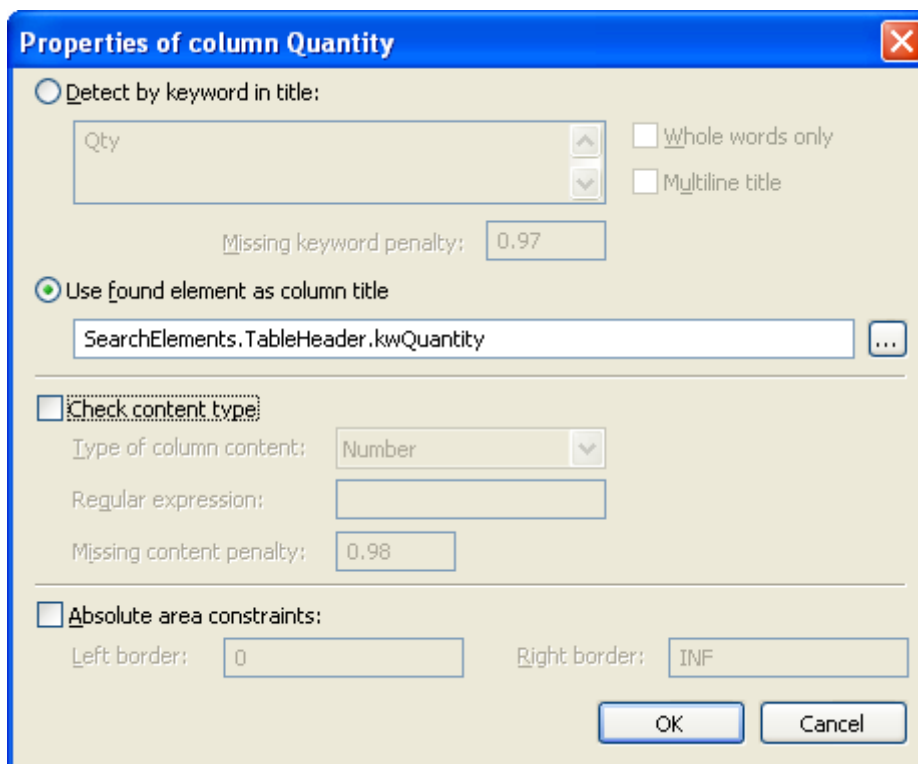 Properties of column Quantity
Detect by keyword in title:
Qty
Whole words only
Multiline title
Missing keyword penalty: 0.97
Use found element as column title
SearchElements.TableHeader.kwQuantity
...
Check content type
Type of column content: Number
Regular expression:
Missing content penalty: 0.98
Absolute area constraints:
Left border: 0 Right border: INF
OK Cancel